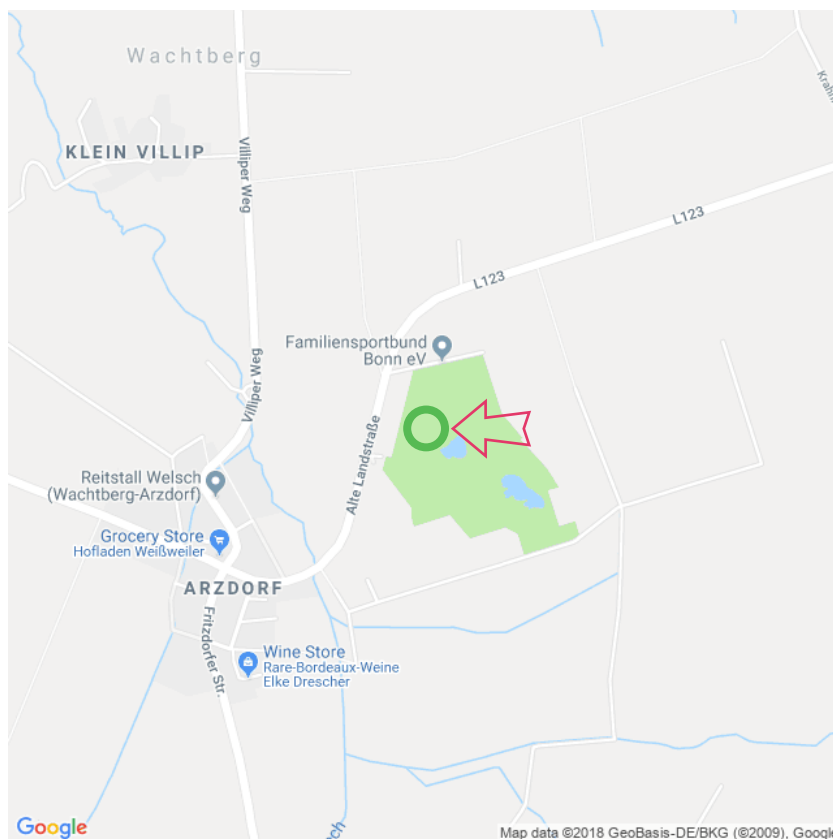 Wachtberg
KLEIN VILLIP
Villiper Weg
L123
L123
Familiensportbund
Bonn eV
Villiper Weg
Alte Landstraße
Reitstall Welsch
(Wachtberg-Arzdorf)
Grocery Store
Hofladen Weißweiler
ARZDORF
Fritzdorfer Str.
Wine Store
Rare-Bordeaux-Weine
Elke Drescher
Google
Map data ©2018 GeoBasis-DE/BKG (©2009), Google